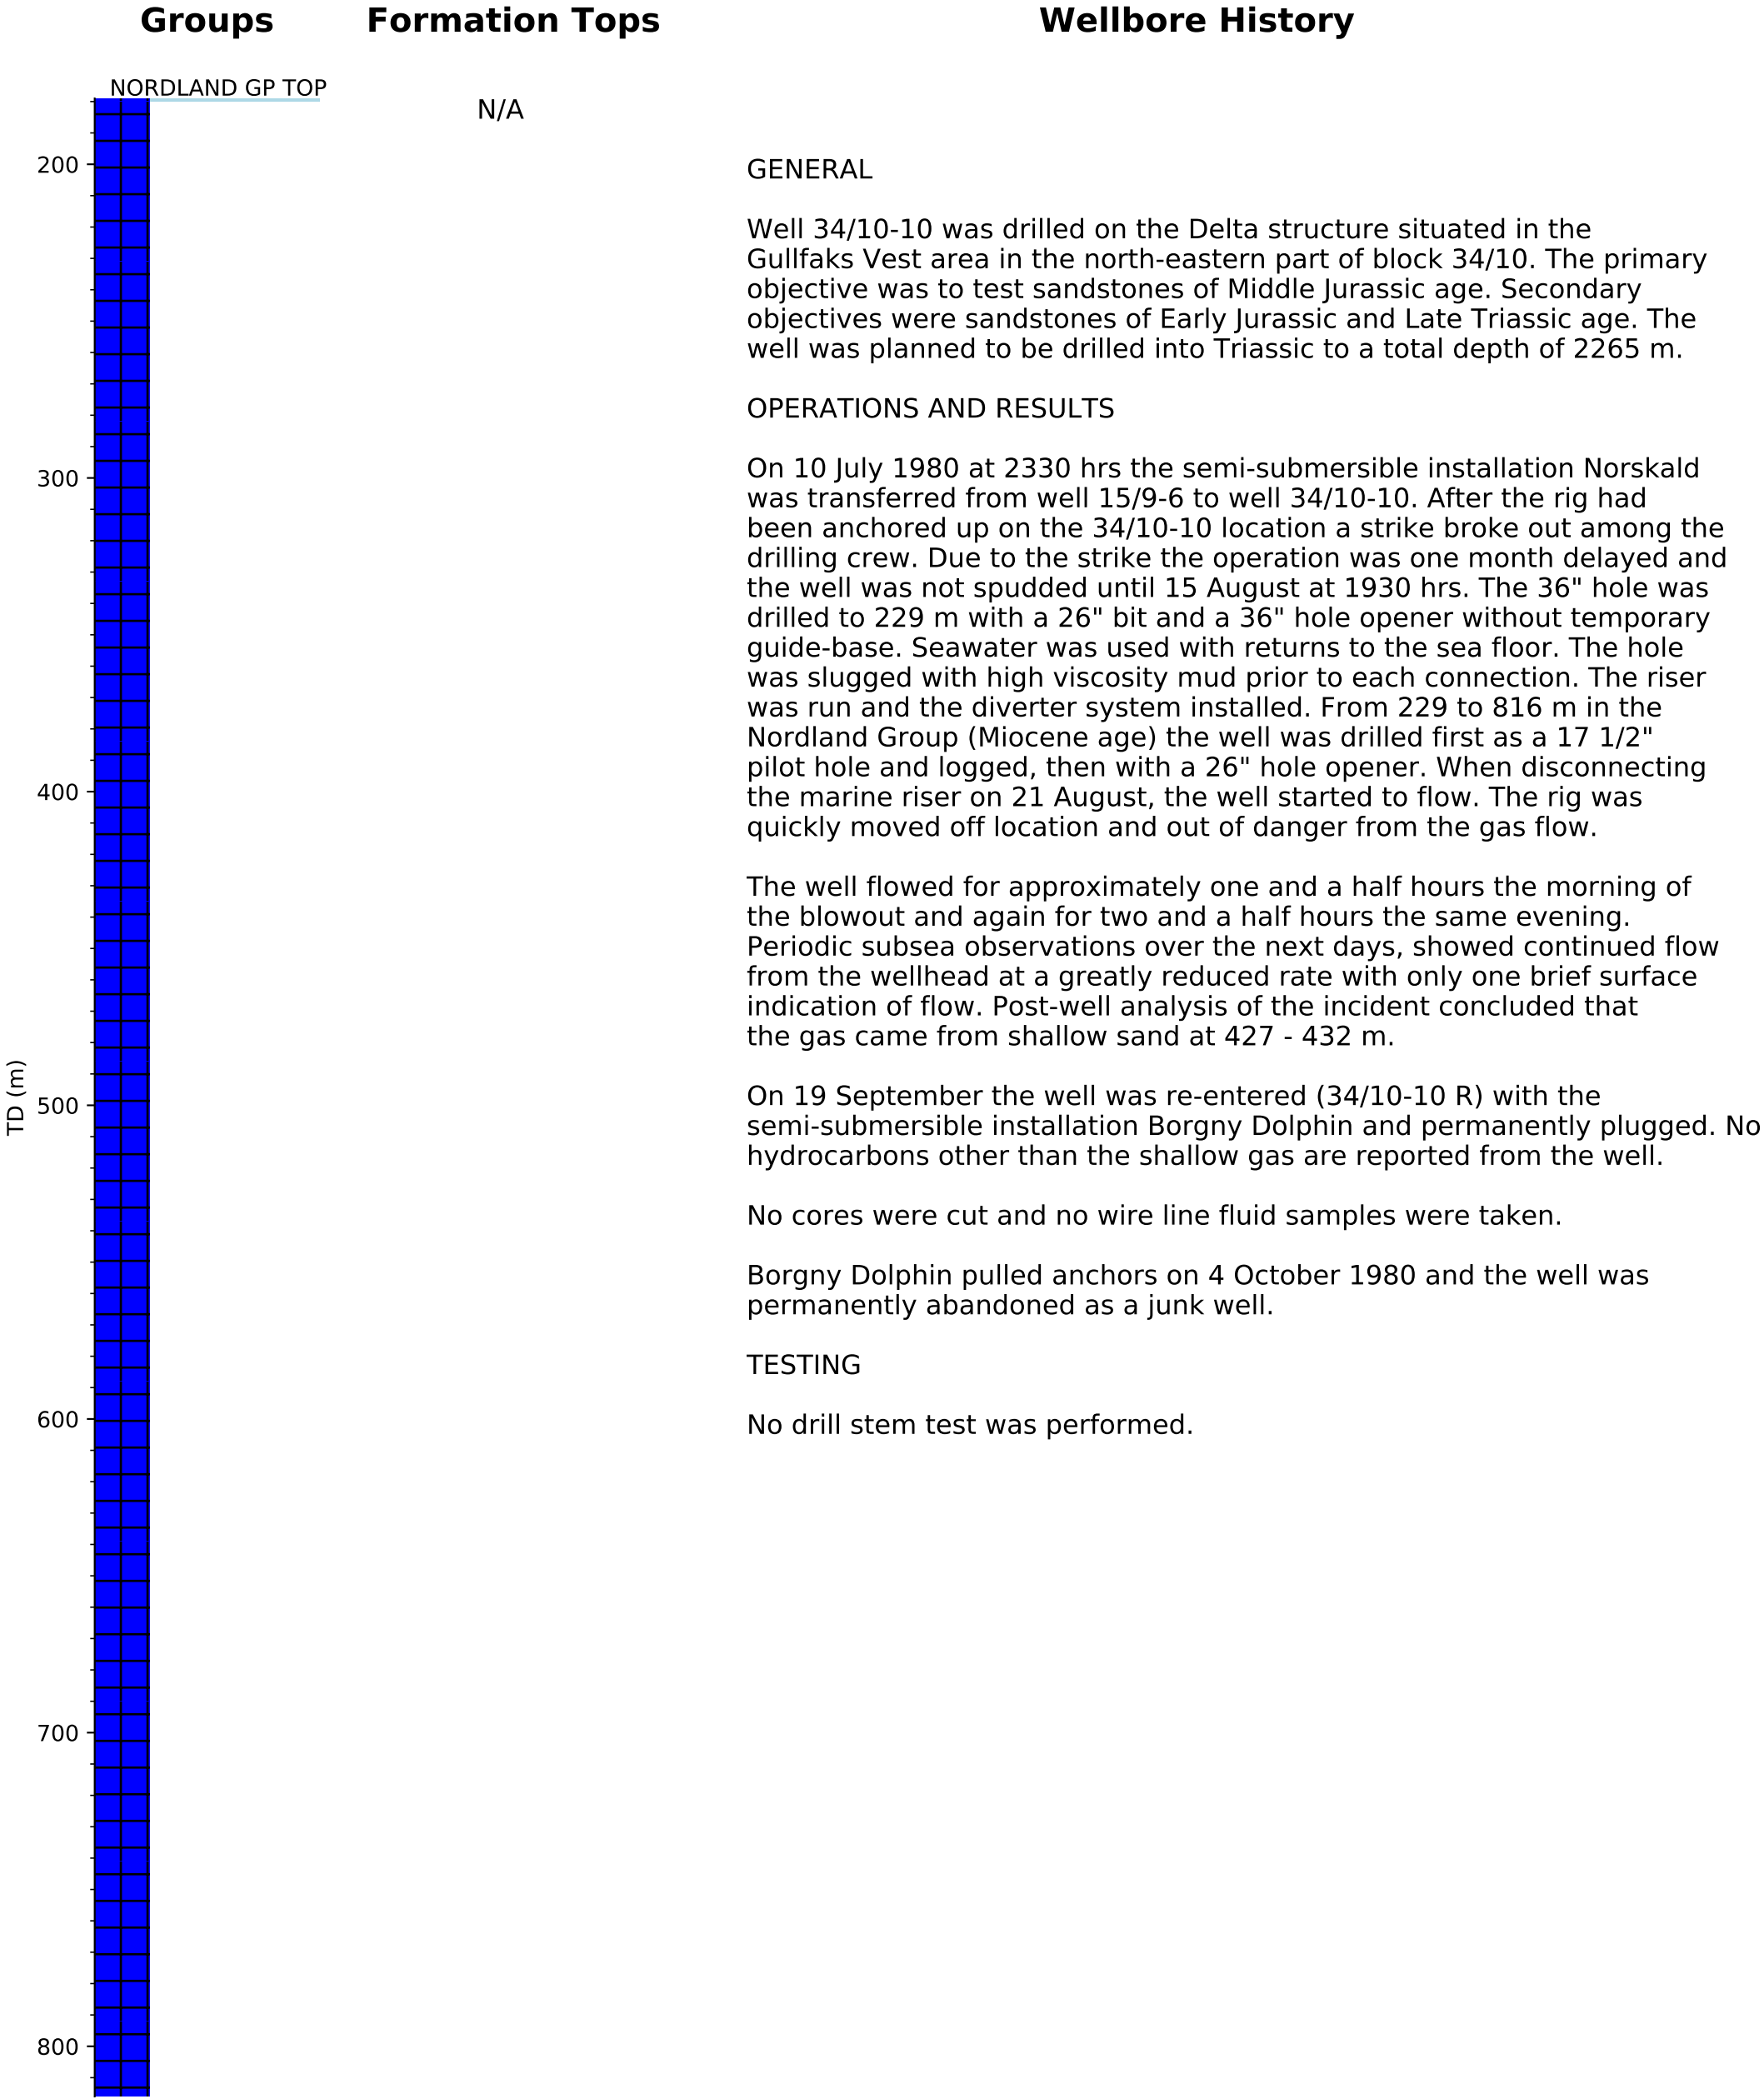 Groups
Formation Tops
Wellbore History
NORDLAND GP TOP
N/A
TD (m)
200
300
400
500
600
700
800
GENERAL
Well 34/10-10 was drilled on the Delta structure situated in the
Gullfaks Vest area in the north-eastern part of block 34/10. The primary
objective was to test sandstones of Middle Jurassic age. Secondary
objectives were sandstones of Early Jurassic and Late Triassic age. The
well was planned to be drilled into Triassic to a total depth of 2265 m.
OPERATIONS AND RESULTS
On 10 July 1980 at 2330 hrs the semi-submersible installation Norskald
was transferred from well 15/9-6 to well 34/10-10. After the rig had
been anchored up on the 34/10-10 location a strike broke out among the
drilling crew. Due to the strike the operation was one month delayed and
the well was not spudded until 15 August at 1930 hrs. The 36" hole was
drilled to 229 m with a 26" bit and a 36" hole opener without temporary
guide-base. Seawater was used with returns to the sea floor. The hole
was slugged with high viscosity mud prior to each connection. The riser
was run and the diverter system installed. From 229 to 816 m in the
Nordland Group (Miocene age) the well was drilled first as a 17 1/2"
pilot hole and logged, then with a 26" hole opener. When disconnecting
the marine riser on 21 August, the well started to flow. The rig was
quickly moved off location and out of danger from the gas flow.
The well flowed for approximately one and a half hours the morning of
the blowout and again for two and a half hours the same evening.
Periodic subsea observations over the next days, showed continued flow
from the wellhead at a greatly reduced rate with only one brief surface
indication of flow. Post-well analysis of the incident concluded that
the gas came from shallow sand at 427 - 432 m.
On 19 September the well was re-entered (34/10-10 R) with the
semi-submersible installation Borgny Dolphin and permanently plugged. No
hydrocarbons other than the shallow gas are reported from the well.
No cores were cut and no wire line fluid samples were taken.
Borgny Dolphin pulled anchors on 4 October 1980 and the well was
permanently abandoned as a junk well.
TESTING
No drill stem test was performed.